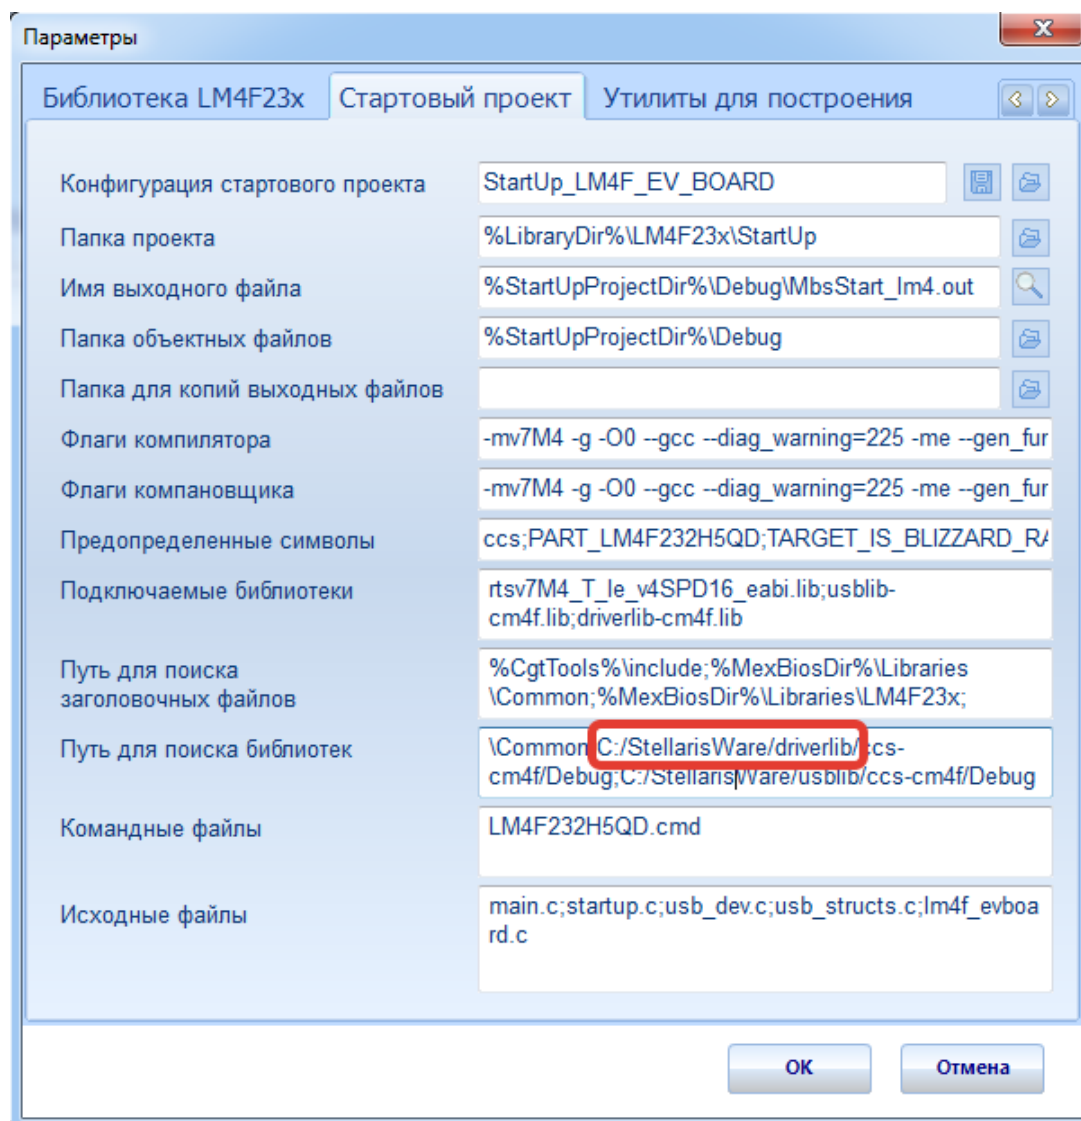 Параметры
Библиотека LM4F23x Стартовый проект Утилиты для построения
Конфигурация стартового проекта StartUp_LM4F_EV_BOARD
Папка проекта %LibraryDir%\LM4F23x\StartUp
Имя выходного файла %StartUpProjectDir%\Debug\MbsStart_lm4.out
Папка объектных файлов %StartUpProjectDir%\Debug
Папка для копий выходных файлов
Флаги компилятора -mv7M4 -g -O0 --gcc --diag_warning=225 -me --gen_fun
Флаги компановщика -mv7M4 -g -O0 --gcc --diag_warning=225 -me --gen_fun
Предопределенные символы ccs;PART_LM4F232H5QD;TARGET_IS_BLIZZARD_RA
Подключаемые библиотеки rtsv7M4_T_le_v4SPD16_eabi.lib;usblib-
cm4f.lib;driverlib-cm4f.lib
Путь для поиска %CgtTools%\include;%MexBiosDir%\Libraries
заголовочных файлов \Common;%MexBiosDir%\Libraries\LM4F23x;
Путь для поиска библиотек \Common;C:/StellarisWare/driverlib/ccs-
cm4f/Debug;C:/StellarisWare/usblib/ccs-cm4f/Debug
Командные файлы LM4F232H5QD.cmd
Исходные файлы main.c;startup.c;usb_dev.c;usb_structs.c;lm4f_evboa
rd.c
ОК Отмена